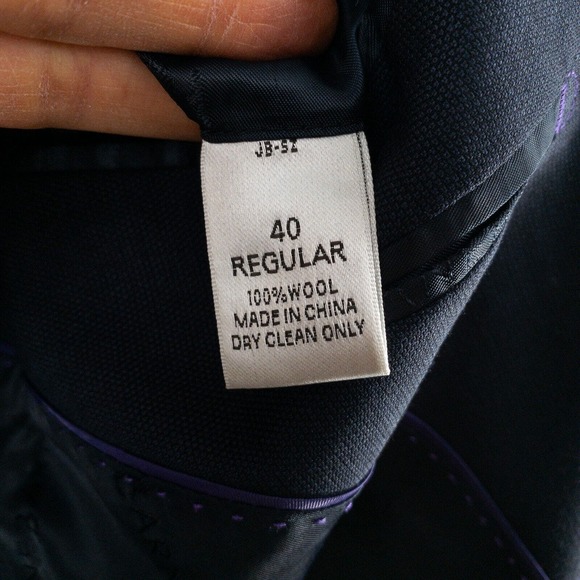 JB-52
40
REGULAR
100%WOOL
MADE IN CHINA
DRY CLEAN ONLY